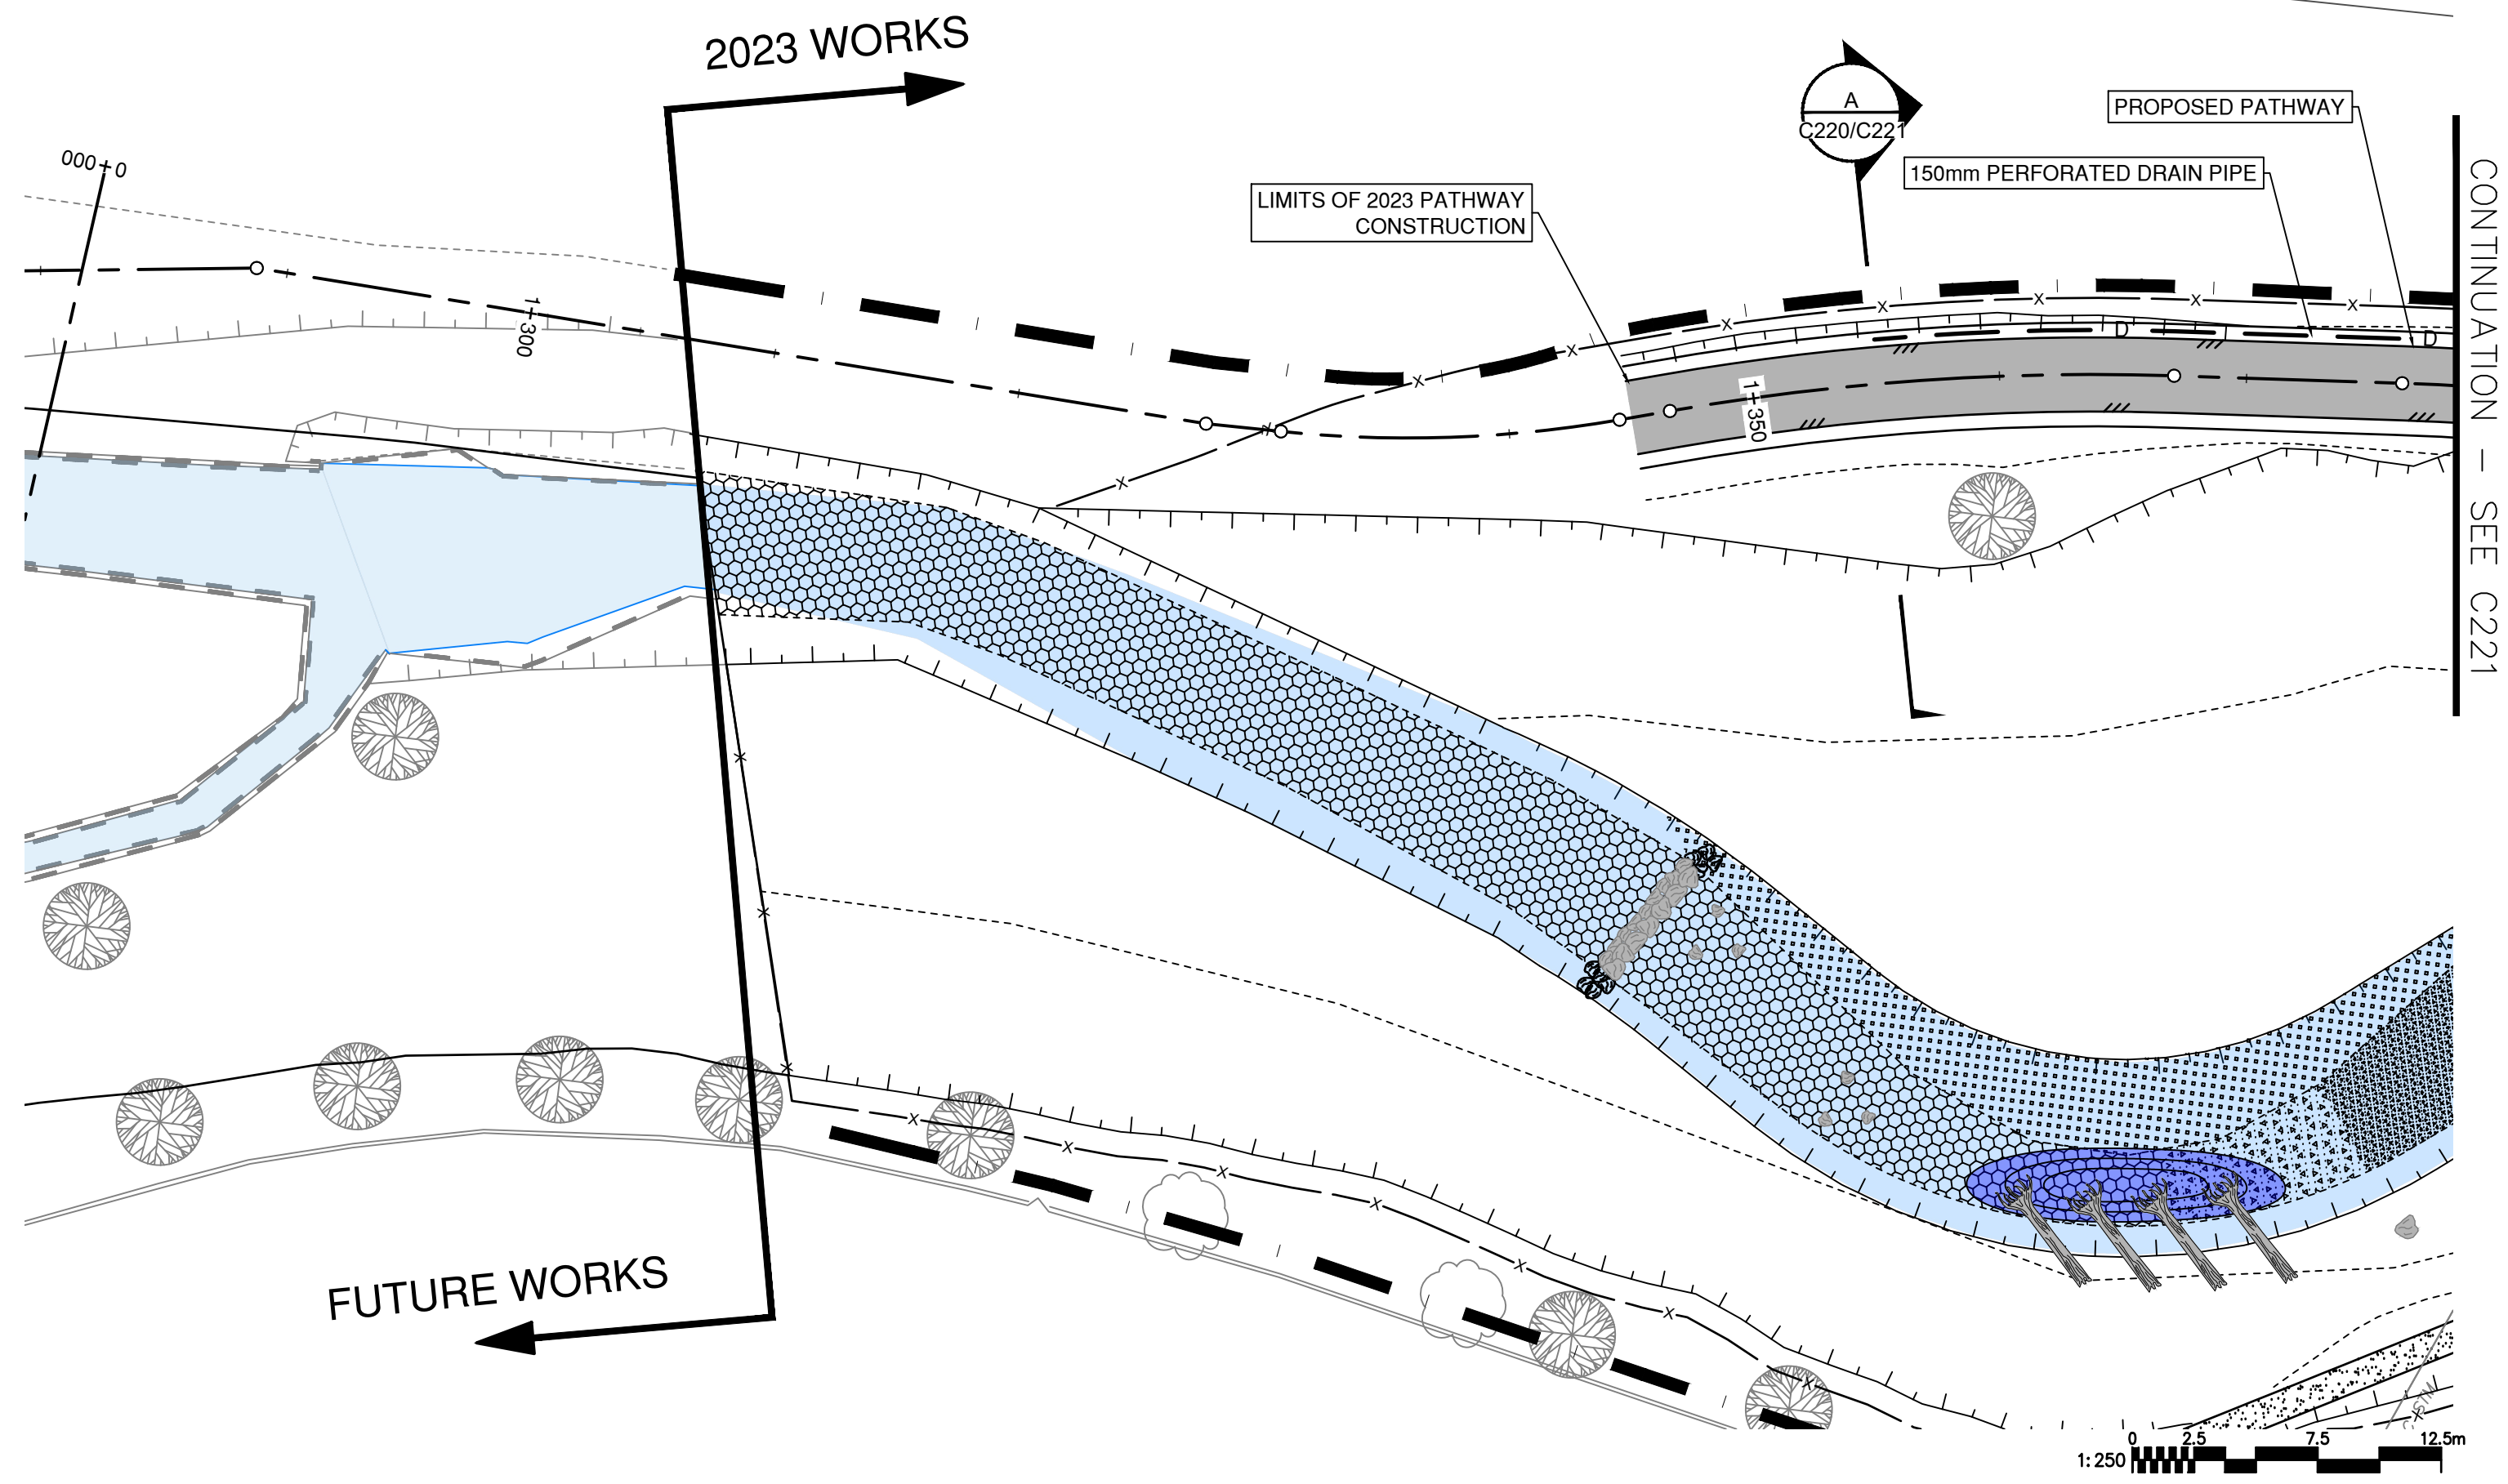 2023 WORKS
A
C220/C221
PROPOSED PATHWAY
150mm PERFORATED DRAIN PIPE
LIMITS OF 2023 PATHWAY
CONSTRUCTION
0+000
1+300
1+350
X
X
X
X
X
X
X
X
D
D
CONTINUATION — SEE C221
X
X
X
X
X
X
X
X
X
X
X
FUTURE WORKS
0 2.5 7.5 12.5m
1:250